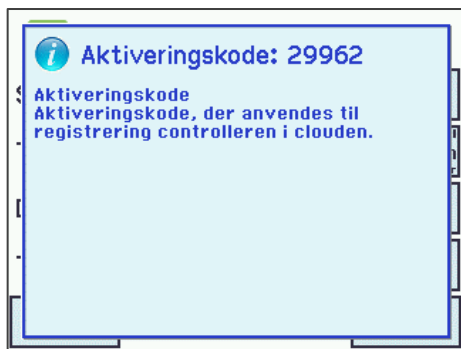 Aktiveringskode: 29962
Aktiveringskode
Aktiveringskode, der anvendes til
registrering controlleren i clouden.